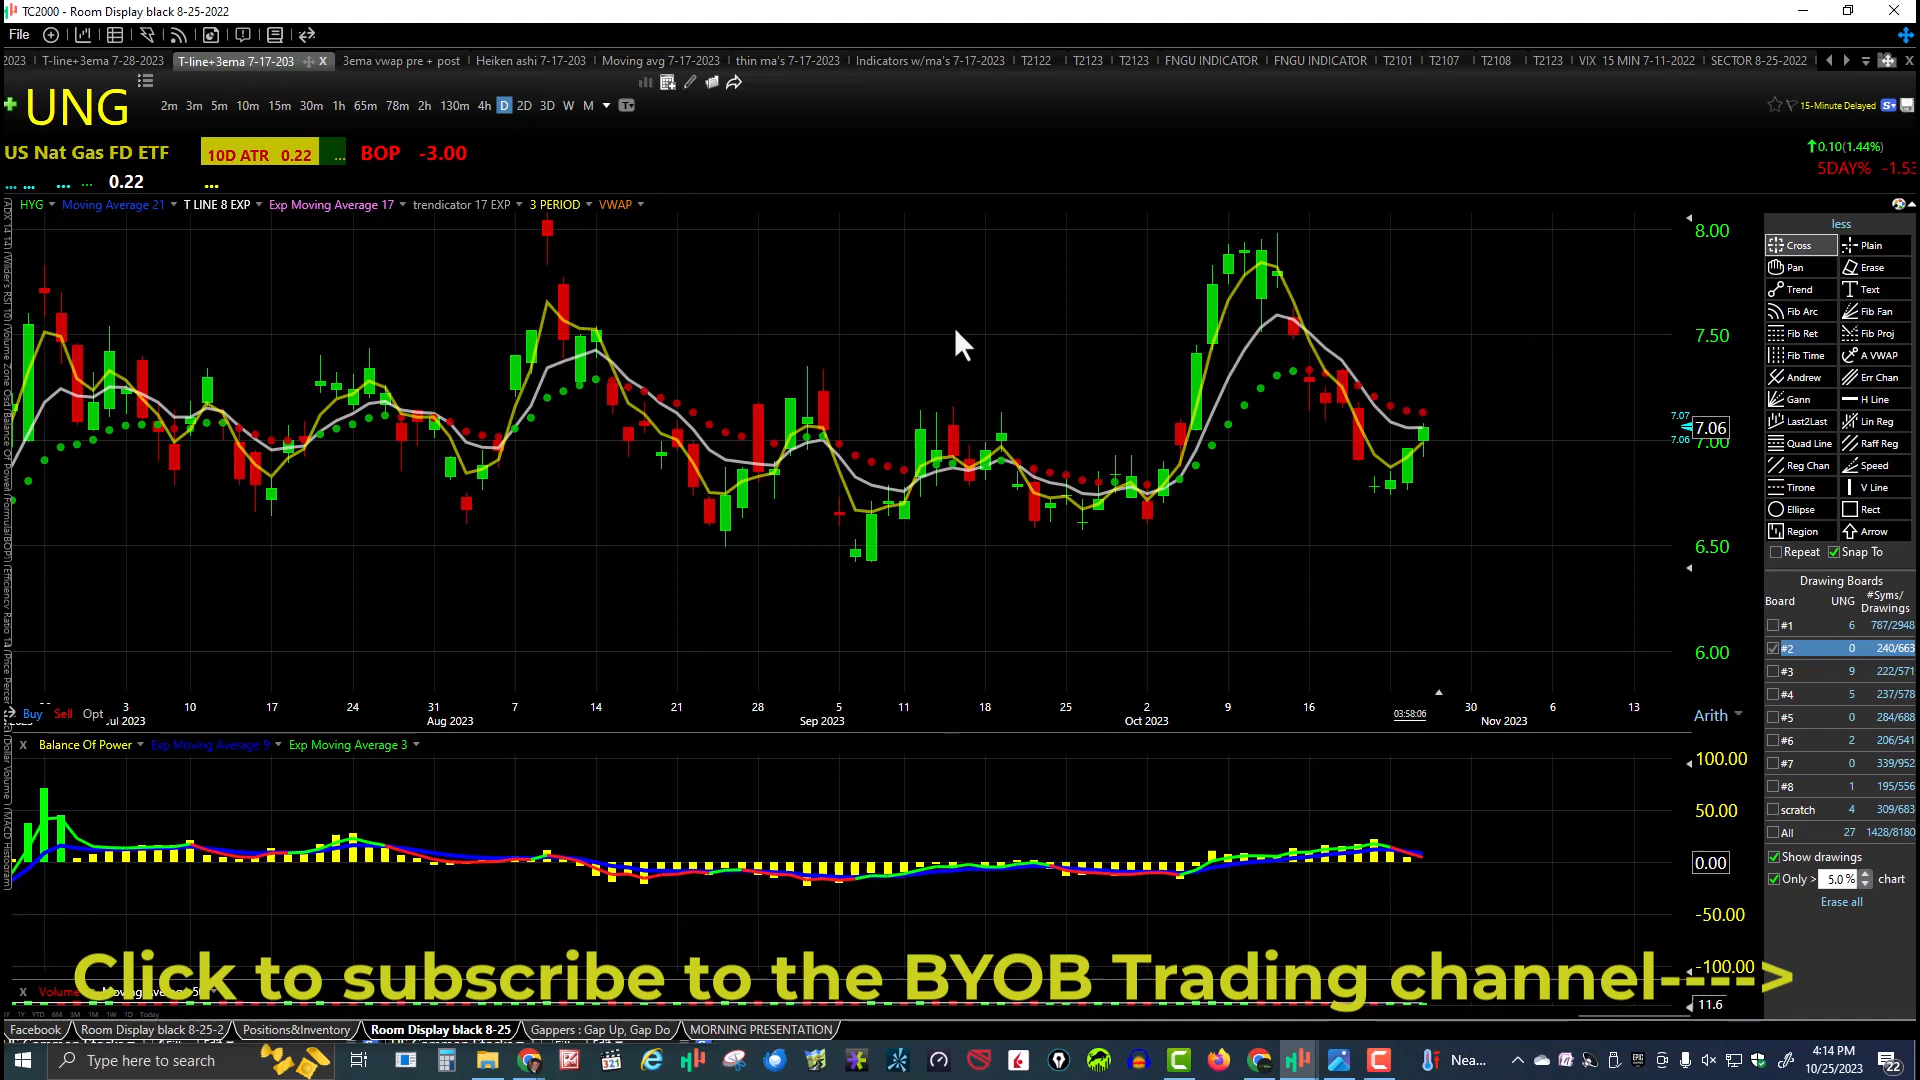 TC2000 - Room Display black 8-25-2022
File
2023 T-line+3ema 7-28-2023 T-line+3ema 7-17-203 X 3ema vwap pre + post Heiken ashi 7-17-203 Moving avg 7-17-2023 thin ma's 7-17-2023 Indicators w/ma's 7-17-2023 T2122 T2123 T2123 FNGU INDICATOR FNGU INDICATOR T2101 T2107 T2108 T2123 VIX 15 MIN 7-11-2022 SECTOR 8-25-2022 X
UNG 2m 3m 5m 10m 15m 30m 1h 65m 78m 2h 130m 4h D 2D 3D W M 15-Minute Delayed
US Nat Gas FD ETF 10D ATR 0.22 ... BOP -3.00 0.10(1.44%)
5DAY% -1.53
... ... ... ... 0.22 ...
HYG Moving Average 21 T LINE 8 EXP Exp Moving Average 17 trendicator 17 EXP 3 PERIOD VWAP
8.00
7.50
7.07
7.06 7.06
7.00
6.50
6.00
3 10 17 24 31 7 14 21 28 5 11 18 25 2 9 16 03:58:06 30 6 13
Buy Sell Opt Jul 2023 Aug 2023 Sep 2023 Oct 2023 Nov 2023 Arith
X Balance Of Power Exp Moving Average 9 Exp Moving Average 3
100.00
50.00
0.00
-50.00
-100.00
less
Cross Plain
Pan Erase
Trend Text
Fib Arc Fib Fan
Fib Ret Fib Proj
Fib Time A VWAP
Andrew Err Chan
Gann H Line
Last2Last Lin Reg
Quad Line Raff Reg
Reg Chan Speed
Tirone V Line
Ellipse Rect
Region Arrow
Repeat Snap To
Drawing Boards
Board UNG #Syms/
Drawings
#1 6 787/2948
#2 0 240/663
#3 9 222/571
#4 5 237/578
#5 0 284/688
#6 2 206/541
#7 0 339/952
#8 1 195/556
scratch 4 309/683
All 27 1428/8180
Show drawings
Only > 5.0 % chart
Erase all
Click to subscribe to the BYOB Trading channel---->
X Volume
11.6
Facebook Room Display black 8-25-2 Positions&Inventory Room Display black 8-25 Gappers : Gap Up, Gap Do MORNING PRESENTATION
Type here to search Nea... 4:14 PM
10/25/2023 22